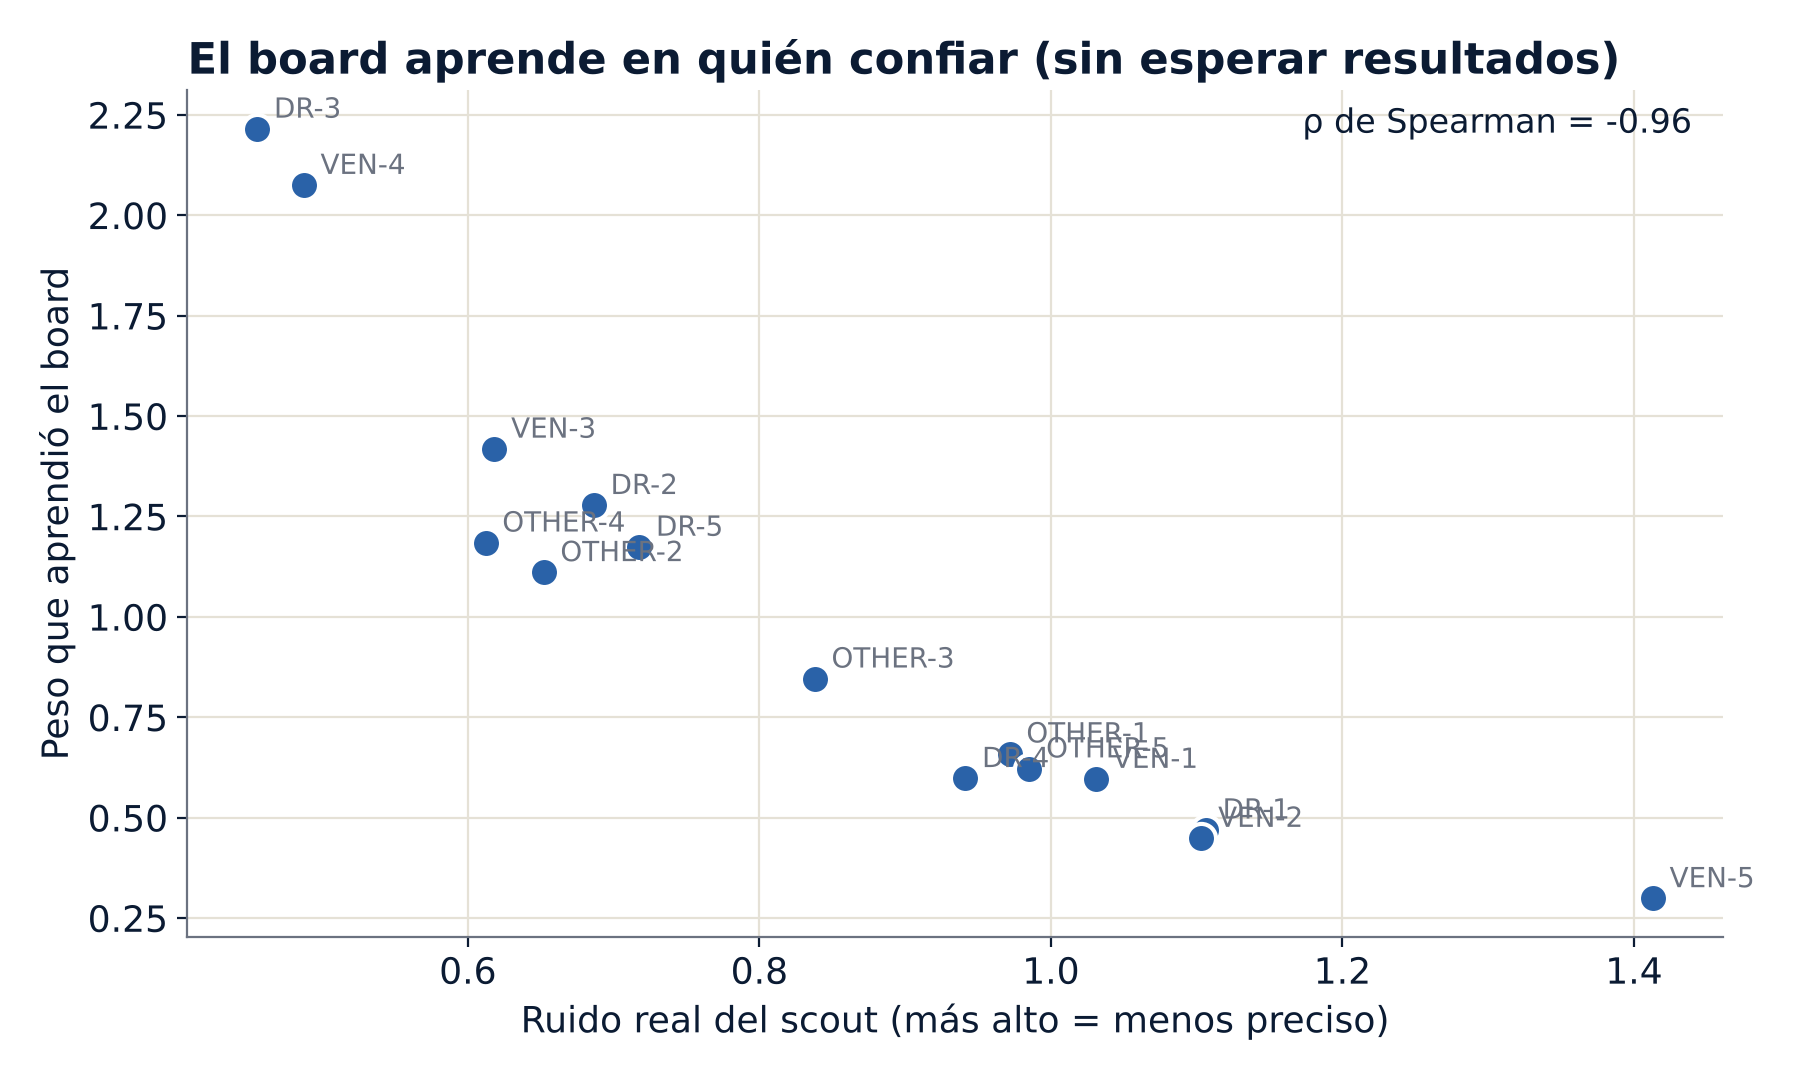 El board aprende en quién confiar (sin esperar resultados)
ρ de Spearman = -0.96
Peso que aprendió el board
2.25
2.00
1.75
1.50
1.25
1.00
0.75
0.50
0.25
DR-3
VEN-4
VEN-3
DR-2
OTHER-4
DR-5
OTHER-2
OTHER-3
OTHER-1
OTHER-5
DR-4
VEN-1
DR-1
VEN-2
VEN-5
0.6
0.8
1.0
1.2
1.4
Ruido real del scout (más alto = menos preciso)